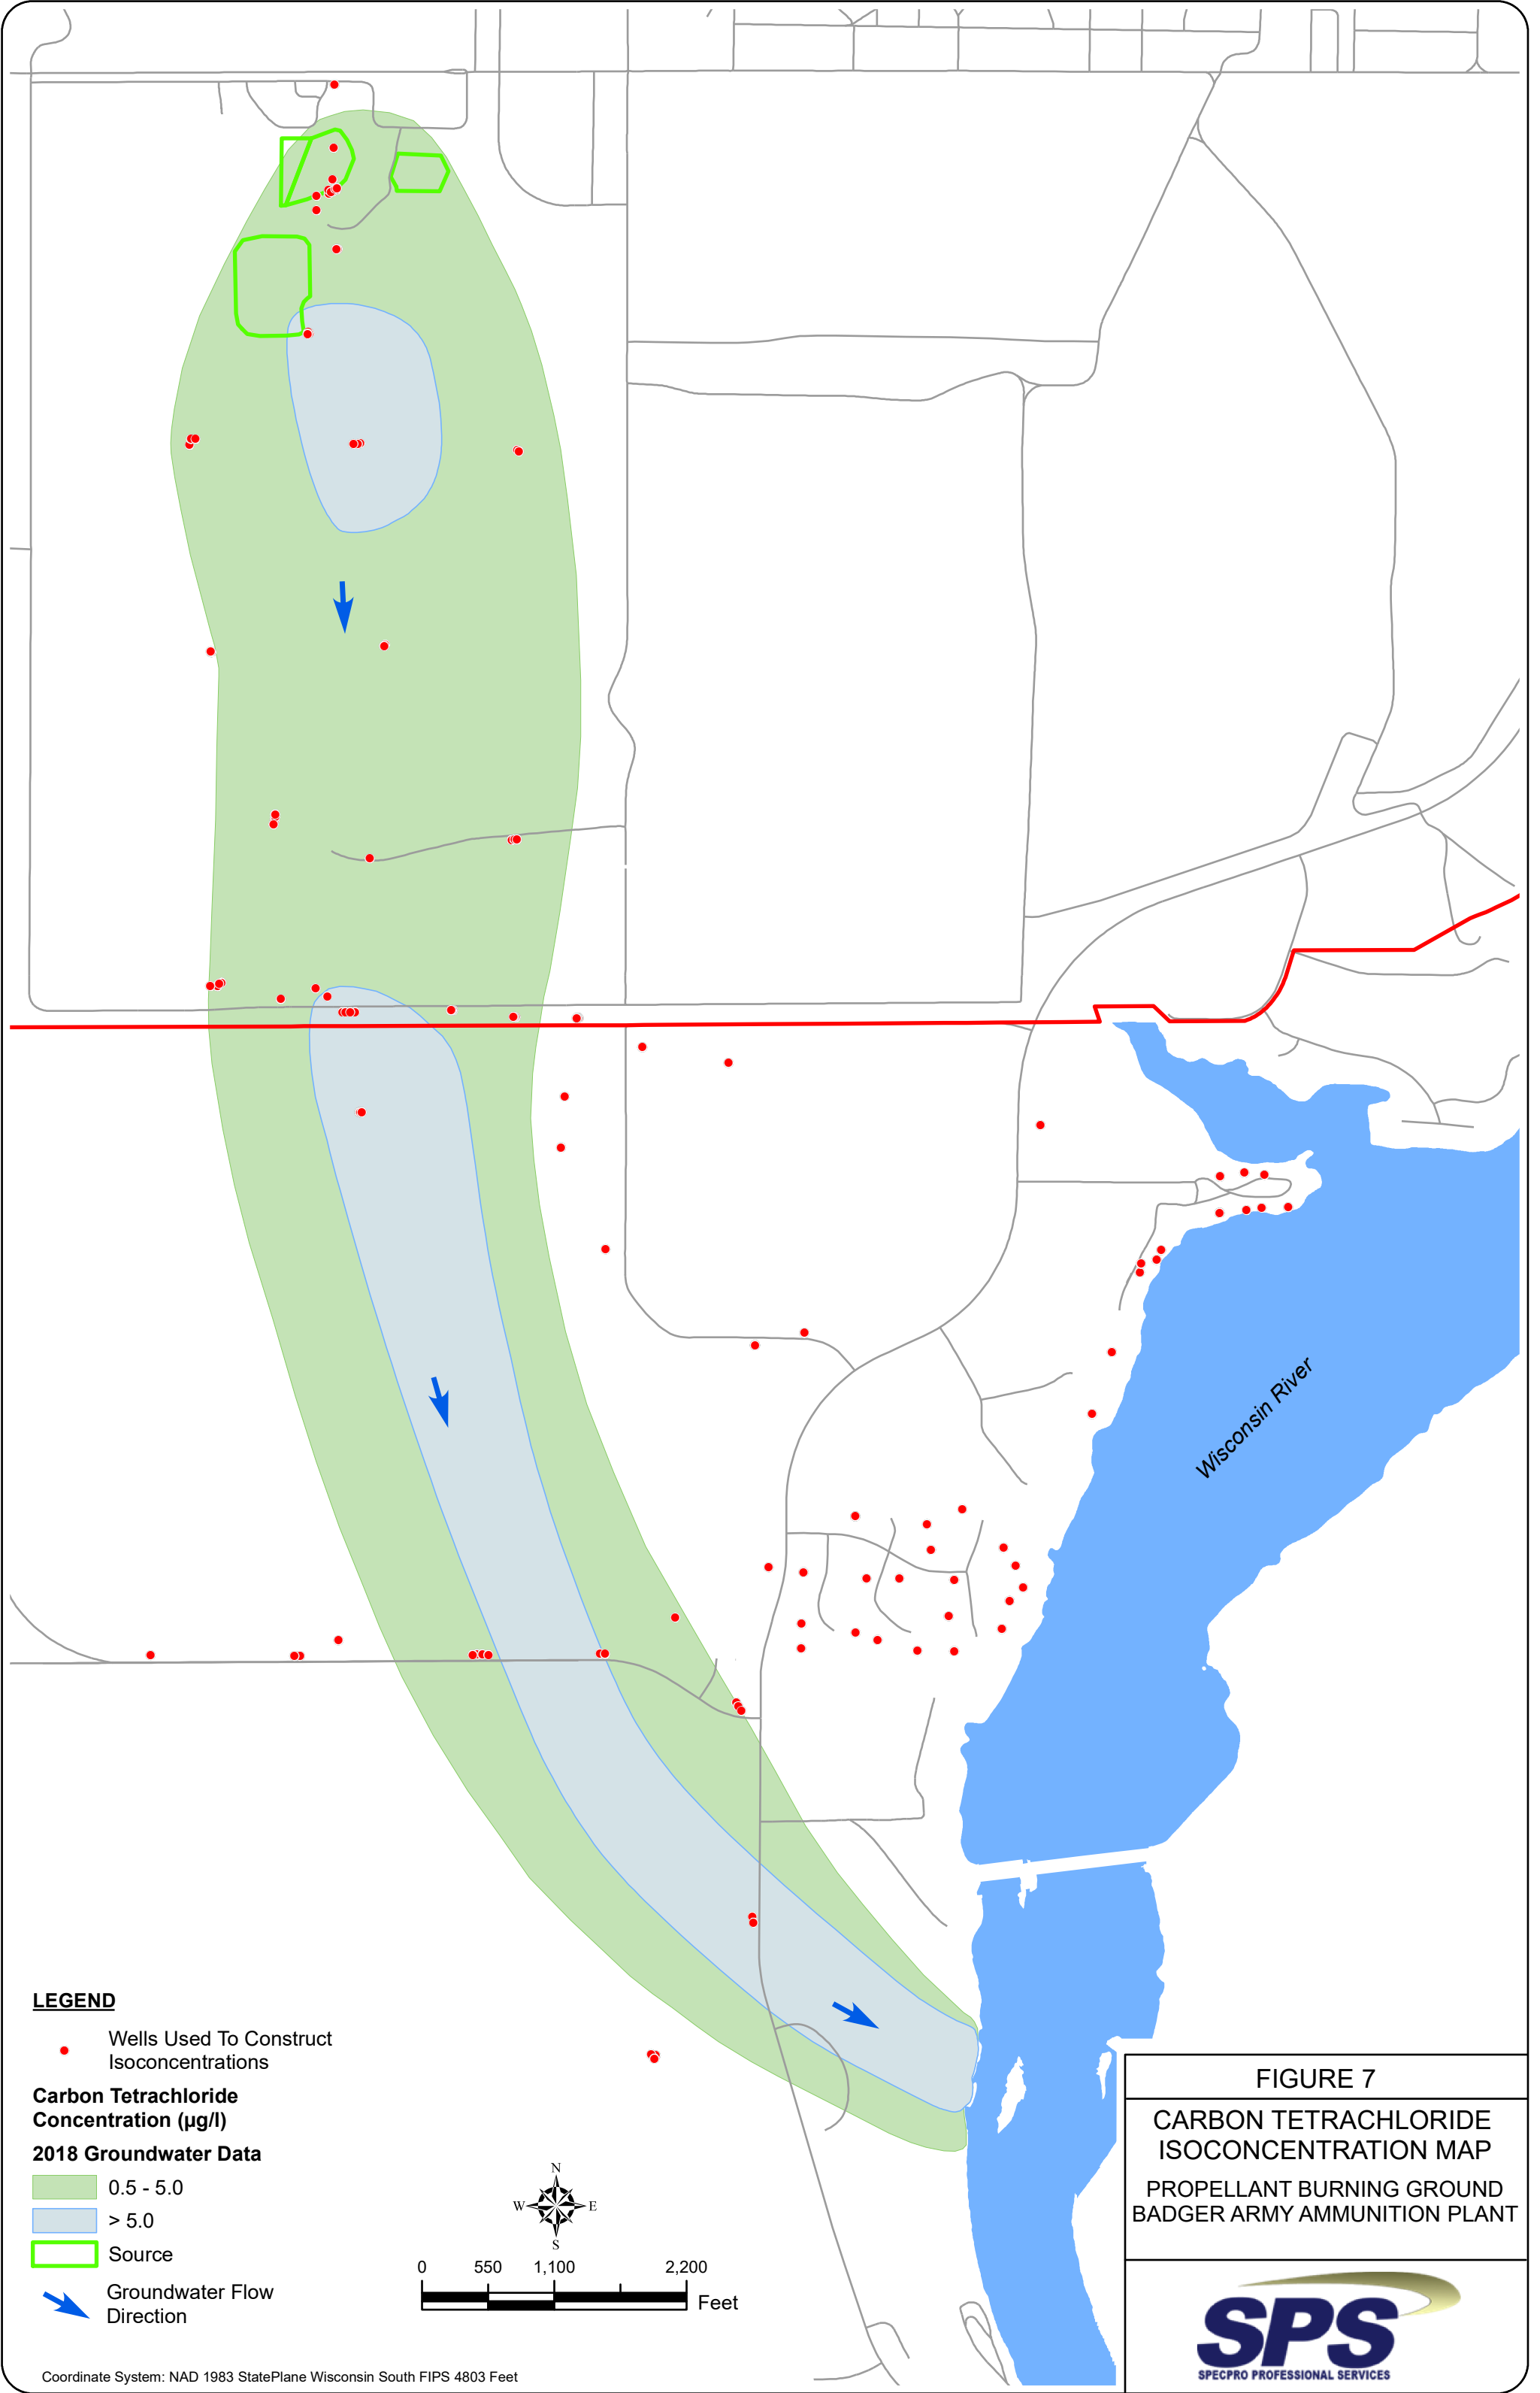 Wisconsin River
LEGEND
Wells Used To Construct
Isoconcentrations
Carbon Tetrachloride
Concentration (µg/l)
2018 Groundwater Data
0.5 - 5.0
> 5.0
Source
Groundwater Flow
Direction
N
W E
S
0 550 1,100 2,200
Feet
Coordinate System: NAD 1983 StatePlane Wisconsin South FIPS 4803 Feet
FIGURE 7
CARBON TETRACHLORIDE
ISOCONCENTRATION MAP
PROPELLANT BURNING GROUND
BADGER ARMY AMMUNITION PLANT
SPS
SPECPRO PROFESSIONAL SERVICES